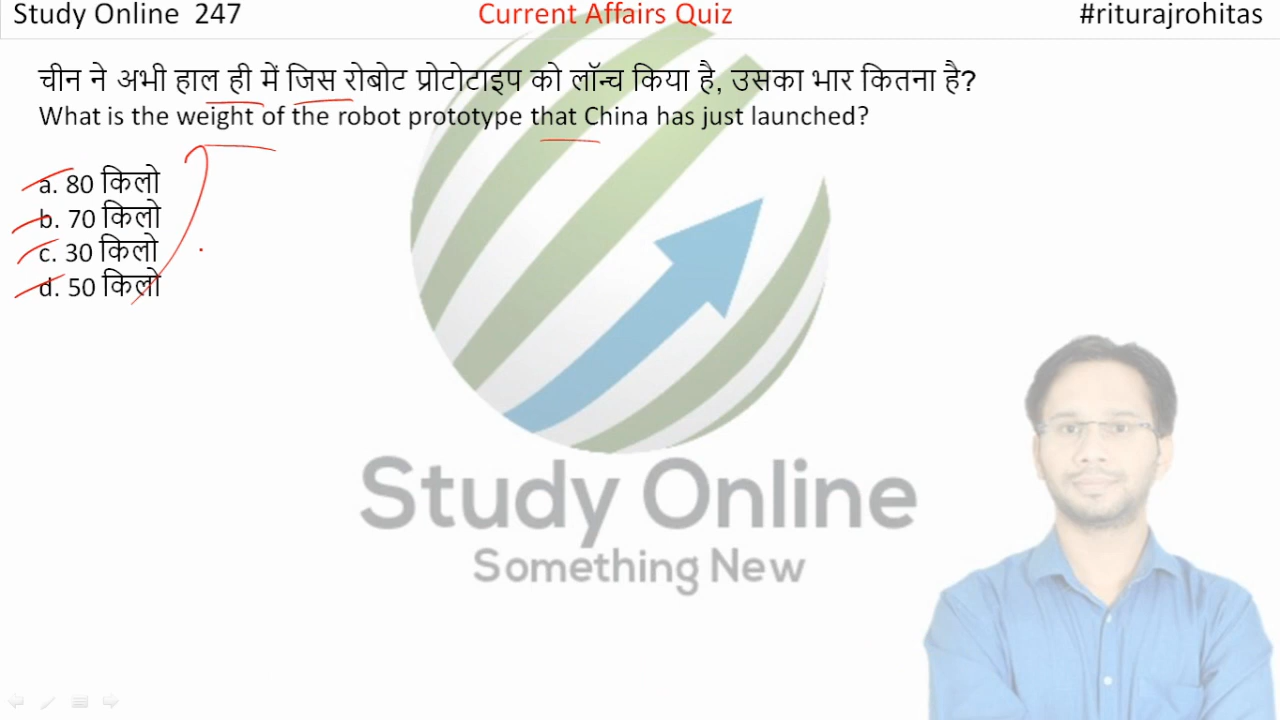 Study Online 247
Current Affairs Quiz
#riturajrohitas
चीन ने अभी हाल ही में जिस रोबोट प्रोटोटाइप को लॉन्च किया है, उसका भार कितना है?
What is the weight of the robot prototype that China has just launched?
a. 80 किलो
b. 70 किलो
c. 30 किलो
d. 50 किलो
Study Online
Something New